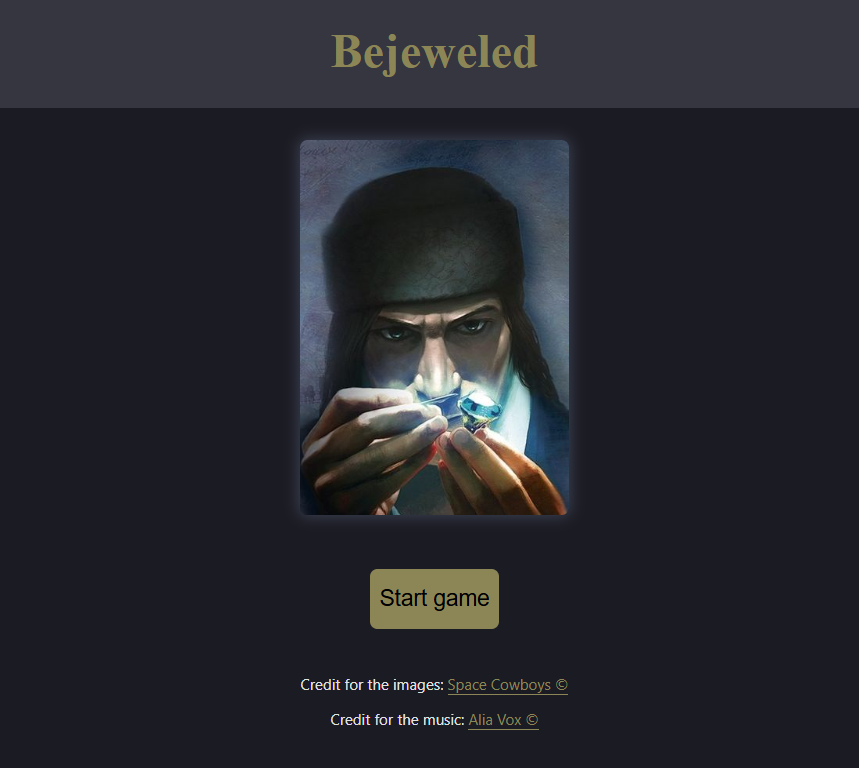 Bejeweled
Start game
Credit for the images: Space Cowboys ©
Credit for the music: Alia Vox ©